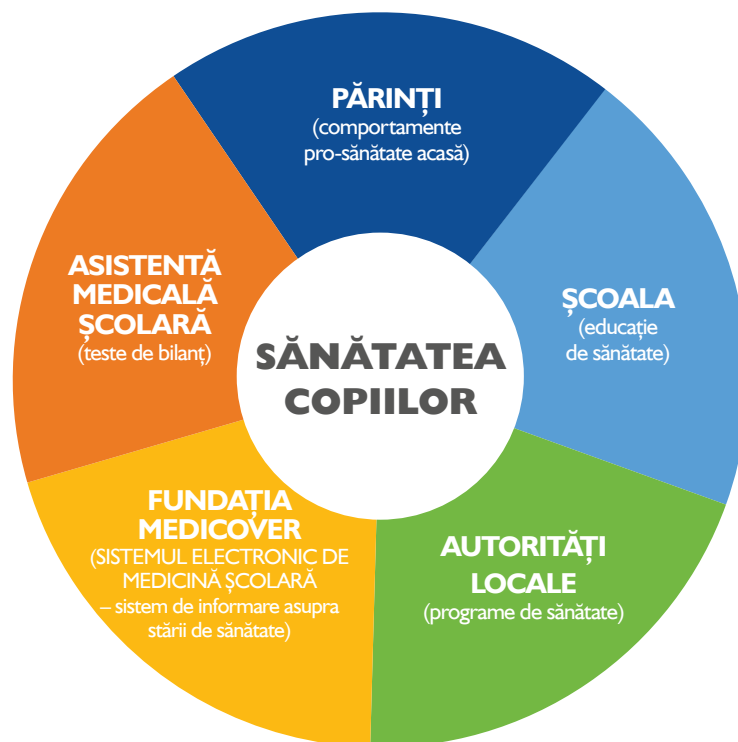 PĂRINȚI
(comportamente
pro-sănătate acasă)
ȘCOALA
(educație
de sănătate)
AUTORITĂȚI
LOCALE
(programe de sănătate)
FUNDAȚIA
MEDICOVER
(SISTEMUL ELECTRONIC DE
MEDICINĂ ȘCOLARĂ
– sistem de informare asupra
stării de sănătate)
ASISTENTĂ
MEDICALĂ
ȘCOLARĂ
(teste de bilanț)
SĂNĂTATEA
COPIILOR